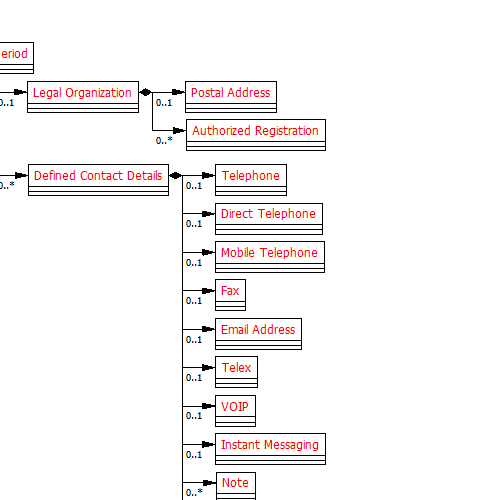 eriod
0..1
Legal Organization
0..1
Postal Address
0..*
Authorized Registration
0..*
Defined Contact Details
0..1
Telephone
0..1
Direct Telephone
0..1
Mobile Telephone
0..1
Fax
0..1
Email Address
0..1
Telex
0..1
VOIP
0..1
Instant Messaging
0..*
Note